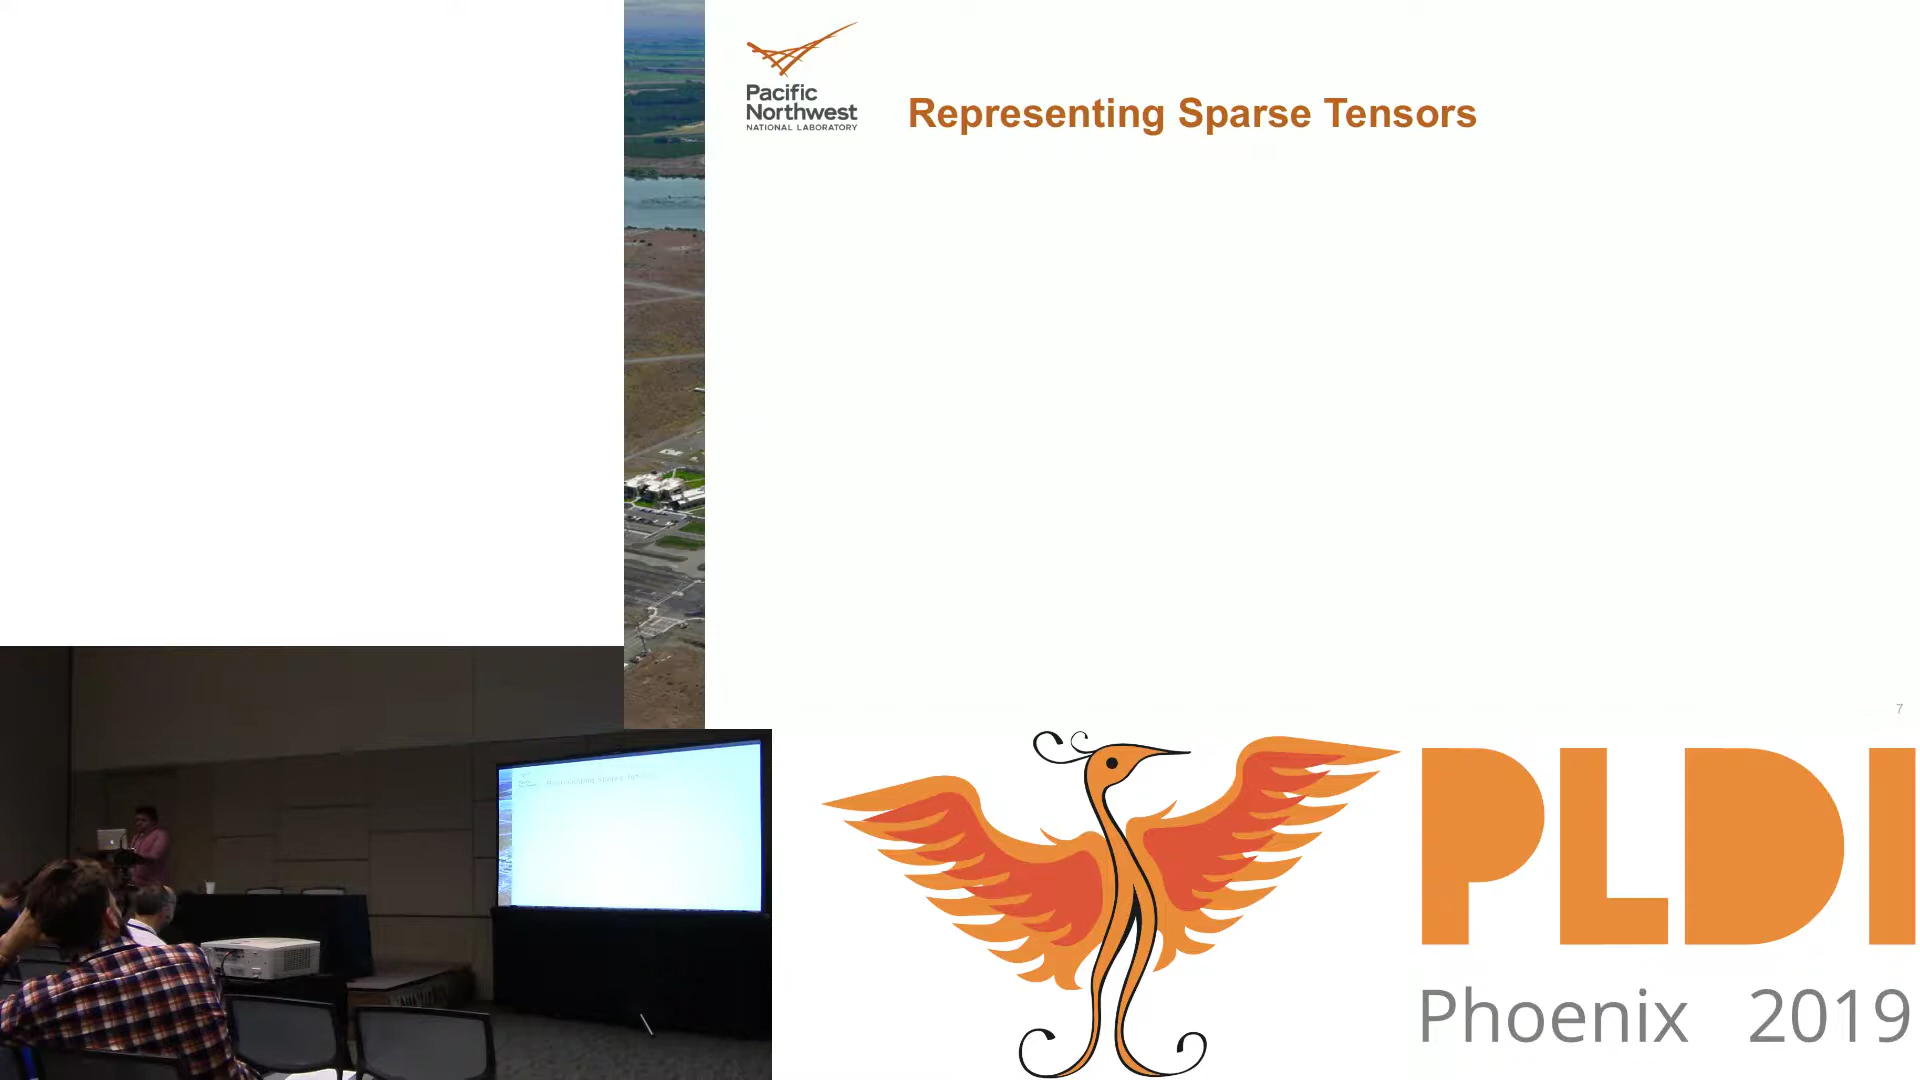 Pacific
Northwest
NATIONAL LABORATORY
Representing Sparse Tensors
7
PLDI
Phoenix 2019